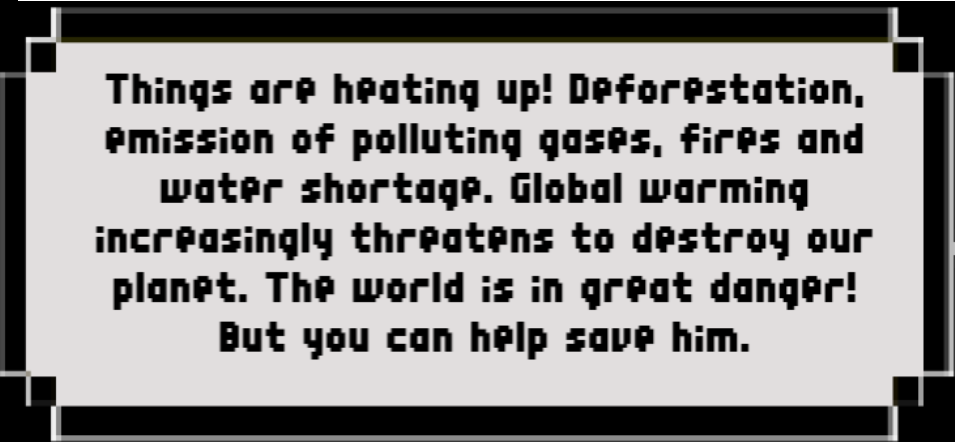 Things are heating up! Deforestation,
emission of polluting gases, fires and
water shortage. Global warming
increasingly threatens to destroy our
planet. The world is in great danger!
But you can help save him.